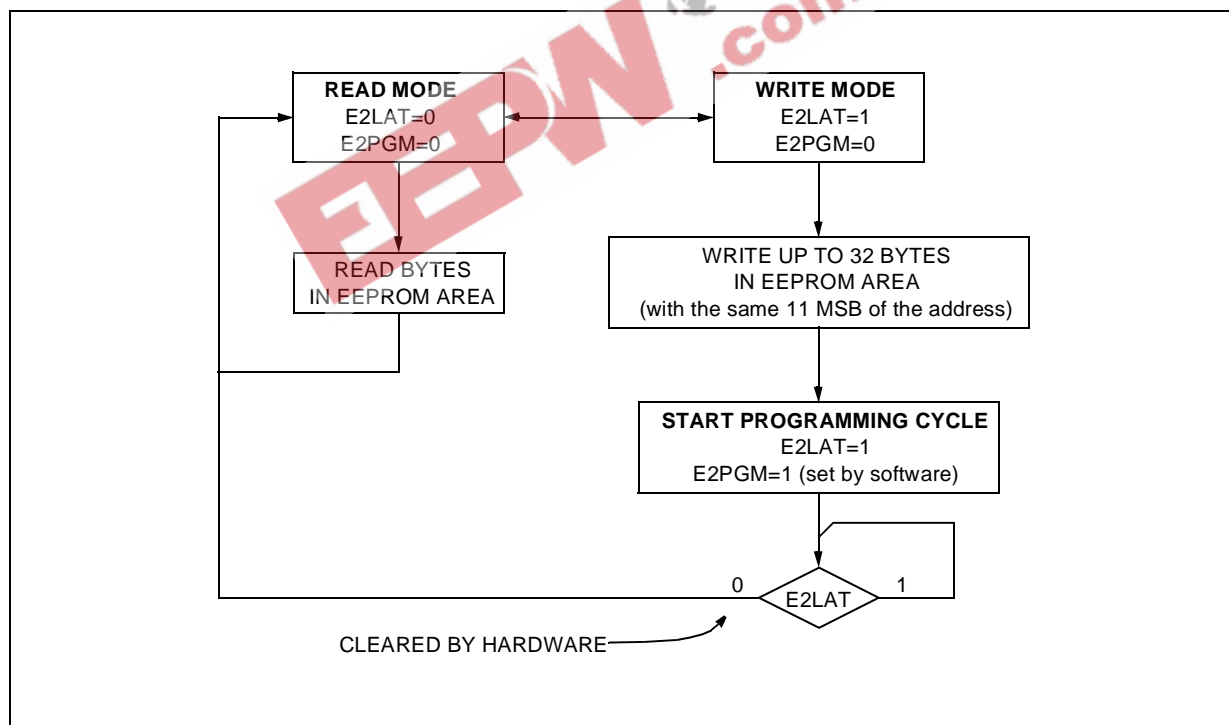 EEPW .com
READ MODE
E2LAT=0
E2PGM=0
WRITE MODE
E2LAT=1
E2PGM=0
READ BYTES
IN EEPROM AREA
WRITE UP TO 32 BYTES
IN EEPROM AREA
(with the same 11 MSB of the address)
START PROGRAMMING CYCLE
E2LAT=1
E2PGM=1 (set by software)
0
E2LAT
1
CLEARED BY HARDWARE